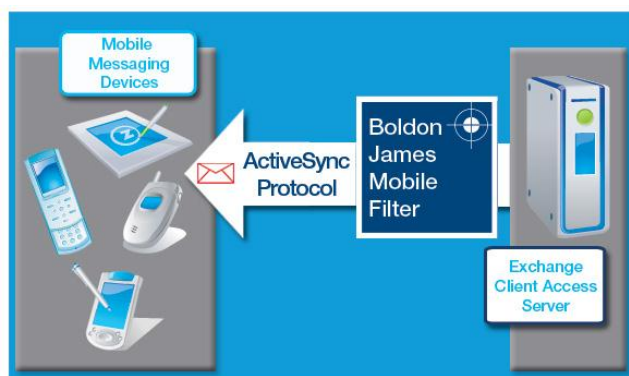 Mobile
Messaging
Devices
ActiveSync
Protocol
Boldon
James
Mobile
Filter
Exchange
Client Access
Server